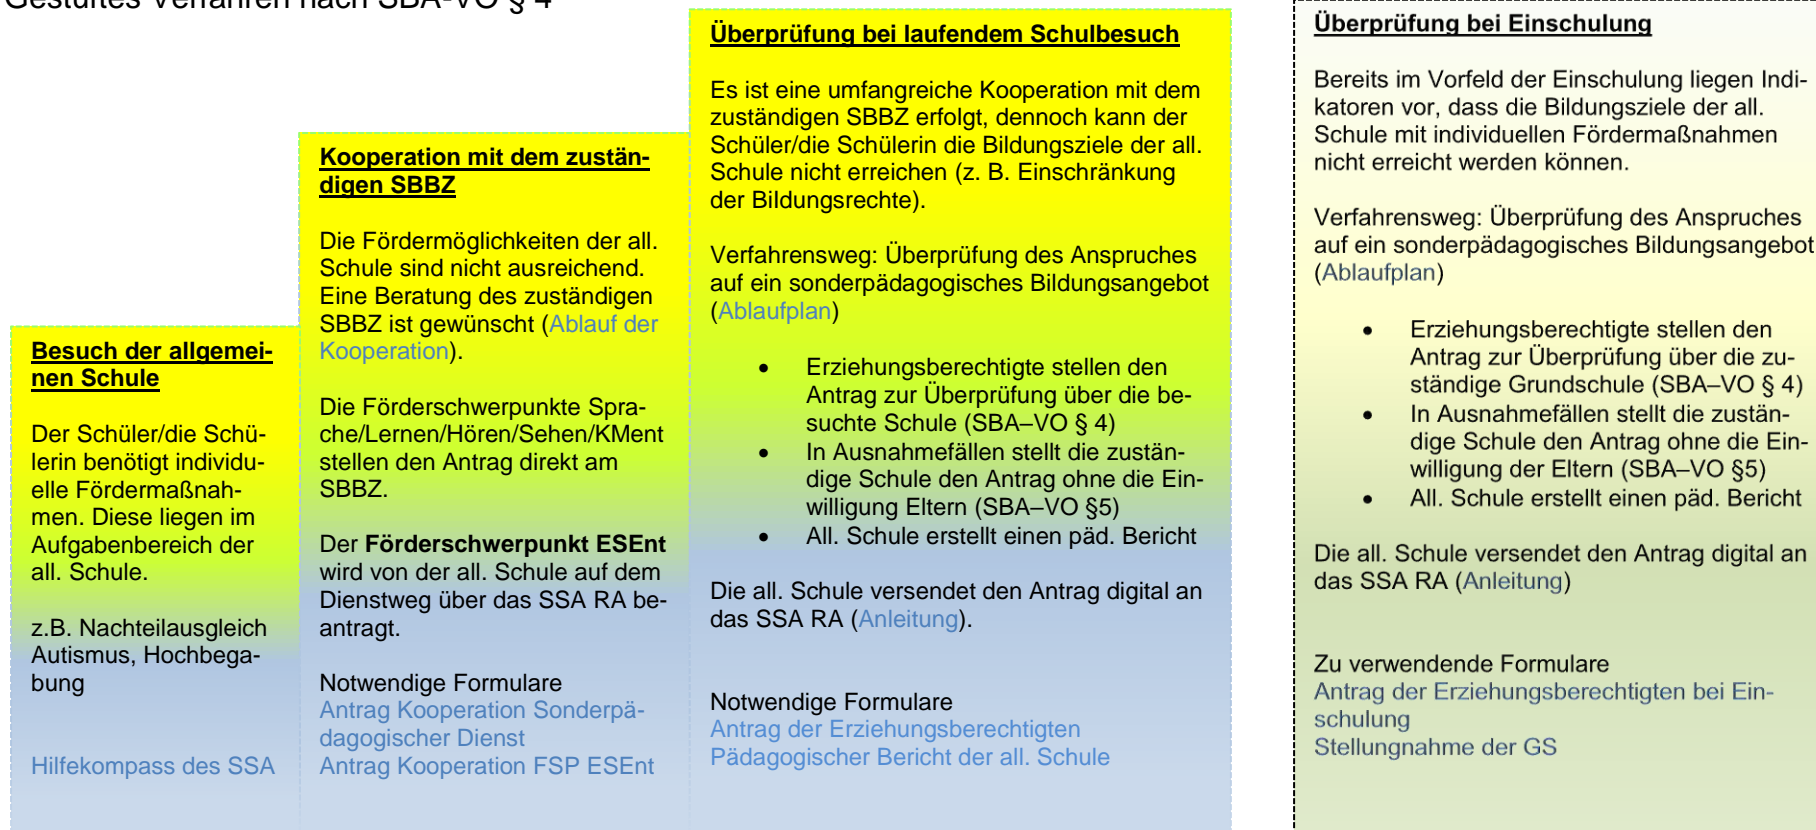 Gestuftes Verfahren nach SBA-VO § 4
Besuch der allgemei-
nen Schule
Der Schüler/die Schü-
lerin benötigt individu-
elle Fördermaßnah-
men. Diese liegen im
Aufgabenbereich der
all. Schule.
z.B. Nachteilausgleich
Autismus, Hochbega-
bung
Hilfekompass des SSA
Kooperation mit dem zustän-
digen SBBZ
Die Fördermöglichkeiten der all.
Schule sind nicht ausreichend.
Eine Beratung des zuständigen
SBBZ ist gewünscht (Ablauf der
Kooperation).
Die Förderschwerpunkte Spra-
che/Lernen/Hören/Sehen/KMent
stellen den Antrag direkt am
SBBZ.
Der Förderschwerpunkt ESEnt
wird von der all. Schule auf dem
Dienstweg über das SSA RA be-
antragt.
Notwendige Formulare
Antrag Kooperation Sonderpä-
dagogischer Dienst
Antrag Kooperation FSP ESEnt
Überprüfung bei laufendem Schulbesuch
Es ist eine umfangreiche Kooperation mit dem
zuständigen SBBZ erfolgt, dennoch kann der
Schüler/die Schülerin die Bildungsziele der all.
Schule nicht erreichen (z. B. Einschränkung
der Bildungsrechte).
Verfahrensweg: Überprüfung des Anspruches
auf ein sonderpädagogisches Bildungsangebot
(Ablaufplan)
• Erziehungsberechtigte stellen den
Antrag zur Überprüfung über die be-
suchte Schule (SBA–VO § 4)
• In Ausnahmefällen stellt die zustän-
dige Schule den Antrag ohne die Ein-
willigung Eltern (SBA–VO §5)
• All. Schule erstellt einen päd. Bericht
Die all. Schule versendet den Antrag digital an
das SSA RA (Anleitung).
Notwendige Formulare
Antrag der Erziehungsberechtigten
Pädagogischer Bericht der all. Schule
Überprüfung bei Einschulung
Bereits im Vorfeld der Einschulung liegen Indi-
katoren vor, dass die Bildungsziele der all.
Schule mit individuellen Fördermaßnahmen
nicht erreicht werden können.
Verfahrensweg: Überprüfung des Anspruches
auf ein sonderpädagogisches Bildungsangebot
(Ablaufplan)
• Erziehungsberechtigte stellen den
Antrag zur Überprüfung über die zu-
ständige Grundschule (SBA–VO § 4)
• In Ausnahmefällen stellt die zustän-
dige Schule den Antrag ohne die Ein-
willigung der Eltern (SBA–VO §5)
• All. Schule erstellt einen päd. Bericht
Die all. Schule versendet den Antrag digital an
das SSA RA (Anleitung)
Zu verwendende Formulare
Antrag der Erziehungsberechtigten bei Ein-
schulung
Stellungnahme der GS